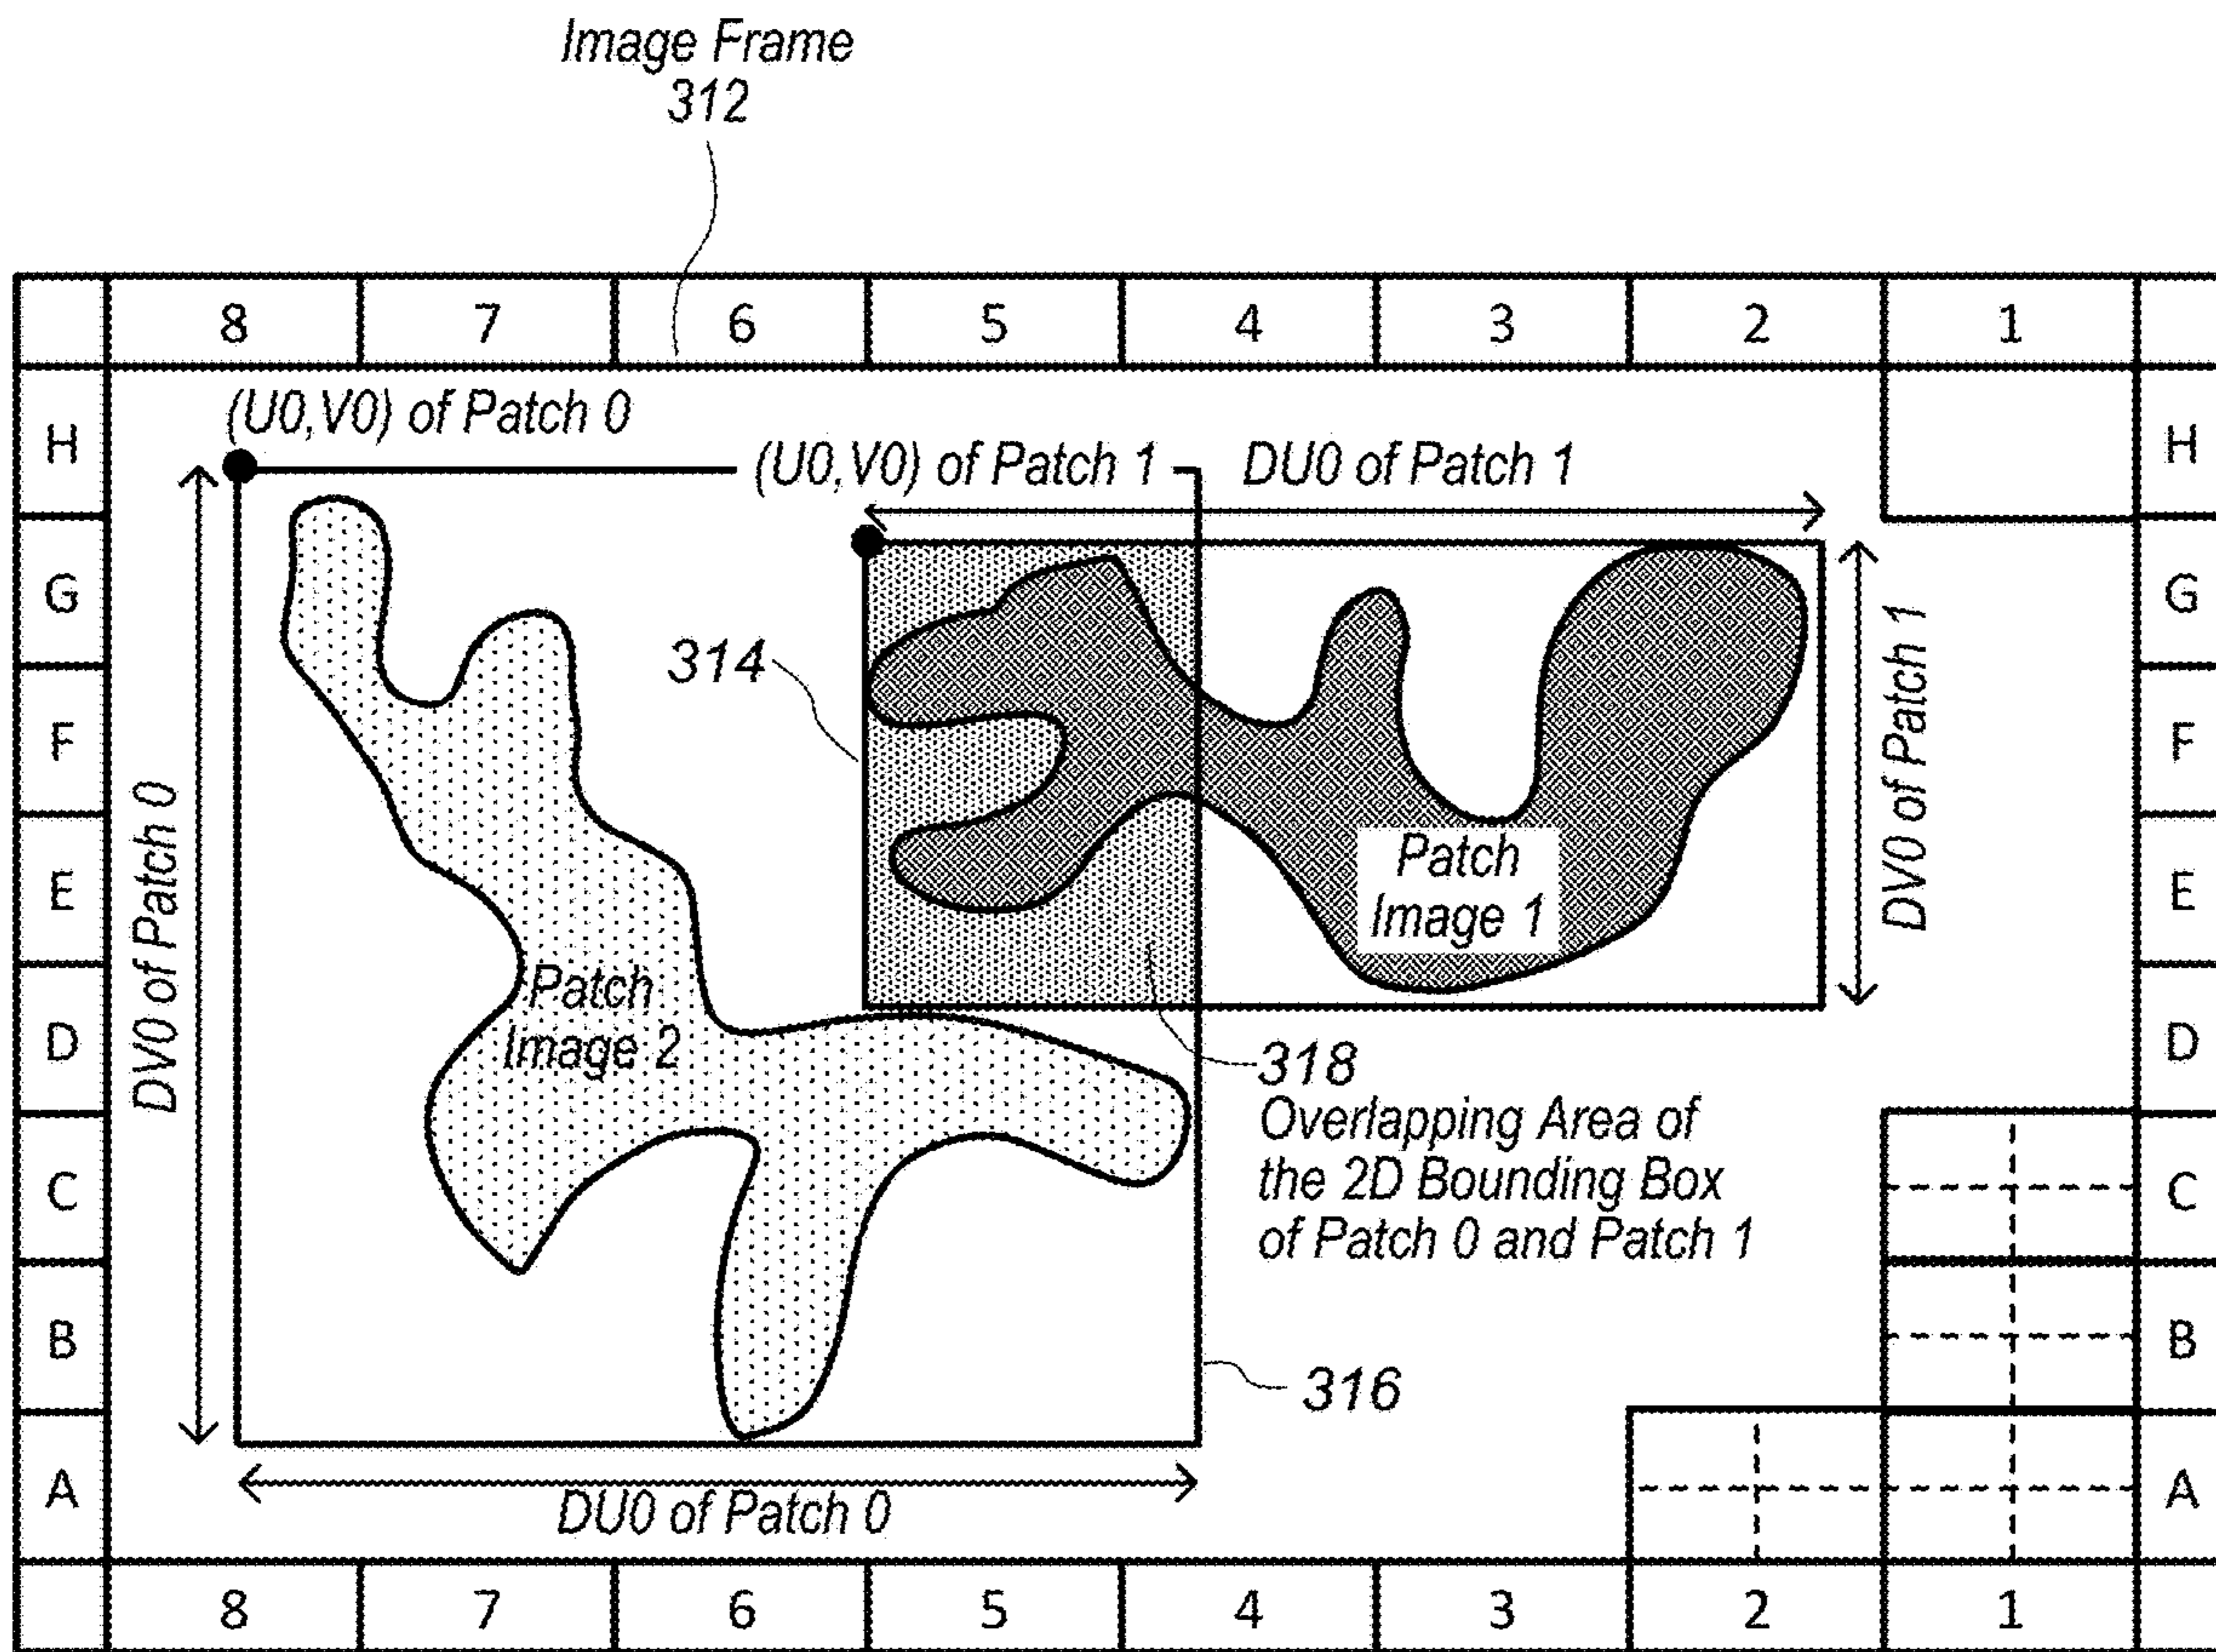 Image Frame
312
8 7 6 5 4 3 2 1
(U0,V0) of Patch 0
H H
(U0,V0) of Patch 1 DU0 of Patch 1
G G
314
DV0 of Patch 1
F F
DV0 of Patch 0
Patch
Image 1
E E
Patch
Image 2
D D
318
Overlapping Area of
the 2D Bounding Box
of Patch 0 and Patch 1
C C
B B
316
A A
DU0 of Patch 0
8 7 6 5 4 3 2 1